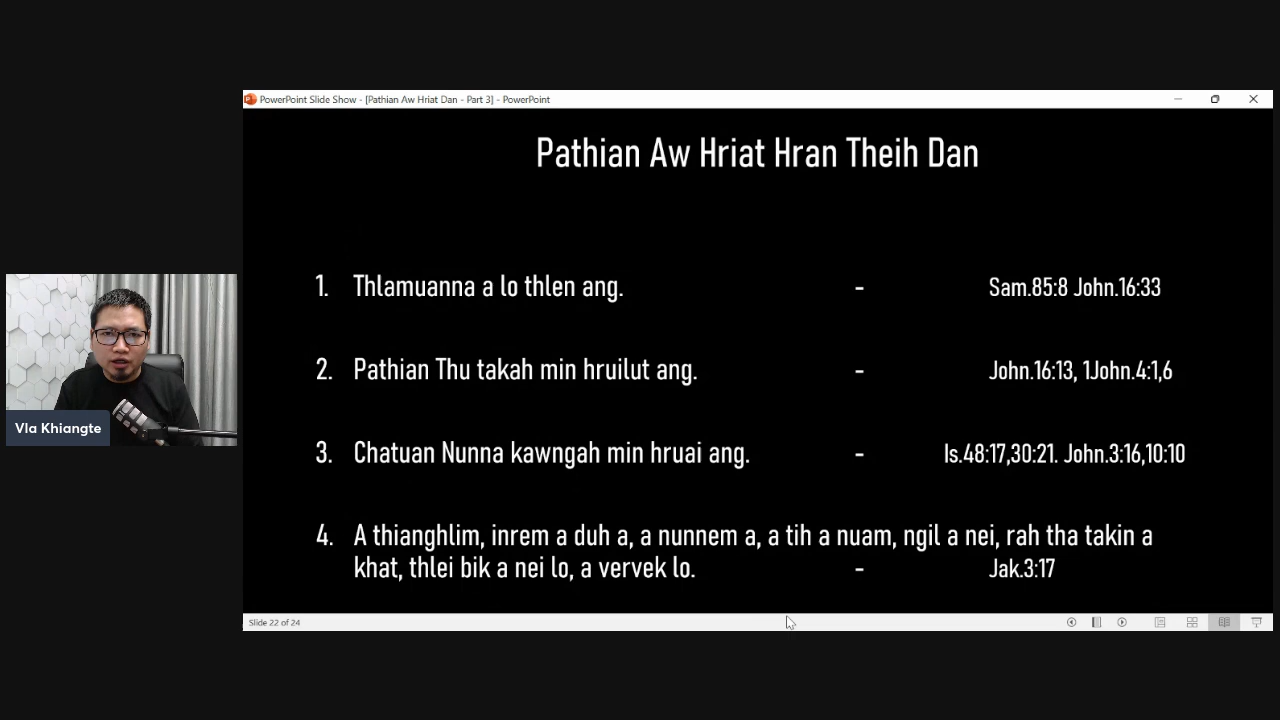 PowerPoint Slide Show - [Pathian Aw Hriat Dan - Part 3] - PowerPoint
Pathian Aw Hriat Hran Theih Dan
1. Thlamuanna a lo thlen ang. - Sam.85:8 John.16:33
2. Pathian Thu takah min hruilut ang. - John.16:13, 1John.4:1,6
3. Chatuan Nunna kawngah min hruai ang. - Is.48:17,30:21. John.3:16,10:10
4. A thianghlim, inrem a duh a, a nunnem a, a tih a nuam, ngil a nei, rah tha takin a
khat, thlei bik a nei lo, a vervek lo. - Jak.3:17
Vla Khiangte
Slide 22 of 24